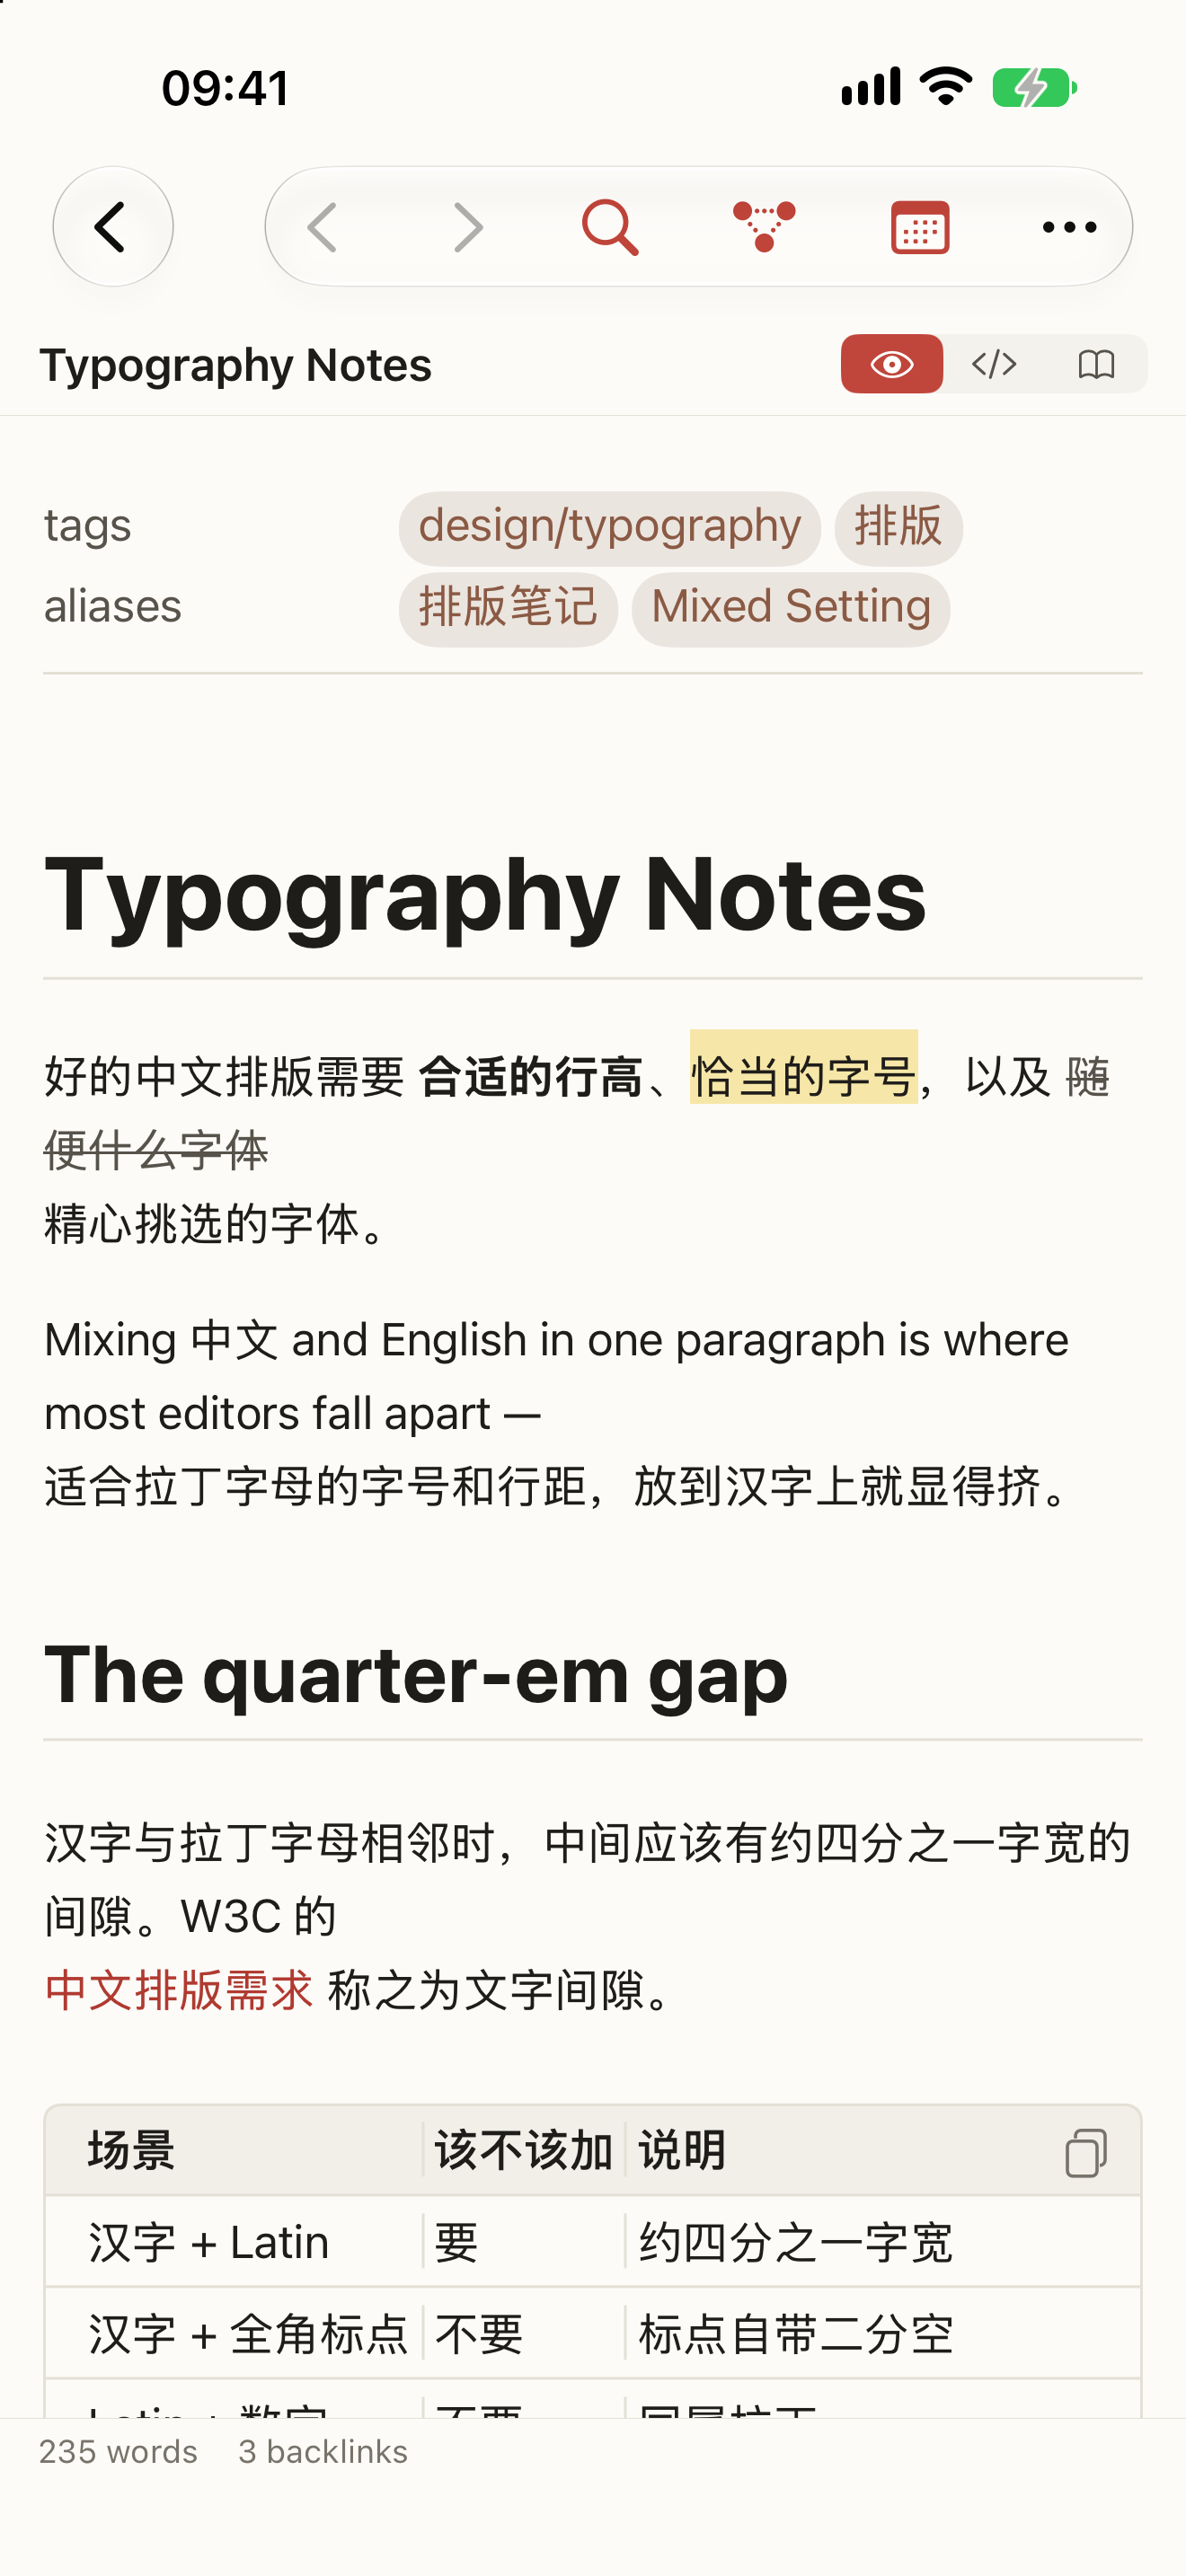 09:41
Typography Notes
tags design/typography 排版
aliases 排版笔记 Mixed Setting
Typography Notes
好的中文排版需要 合适的行高、恰当的字号，以及 随
便什么字体
精心挑选的字体。
Mixing 中文 and English in one paragraph is where
most editors fall apart —
适合拉丁字母的字号和行距，放到汉字上就显得挤。
The quarter-em gap
汉字与拉丁字母相邻时，中间应该有约四分之一字宽的
间隙。W3C 的
中文排版需求 称之为文字间隙。
场景 该不该加 说明
汉字 + Latin 要 约四分之一字宽
汉字 + 全角标点 不要 标点自带二分空
Latin + 数字 不要
235 words 3 backlinks